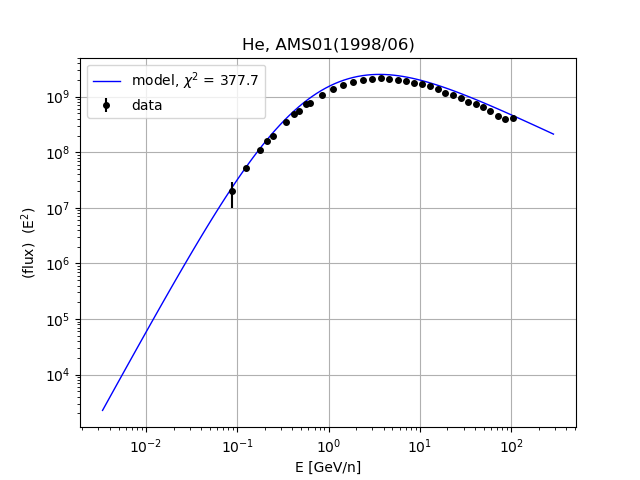 He, AMS01(1998/06)
model, χ² = 377.7
data
10⁹
10⁸
10⁷
10⁶
10⁵
10⁴
(flux) (E²)
10⁻² 10⁻¹ 10⁰ 10¹ 10²
E [GeV/n]